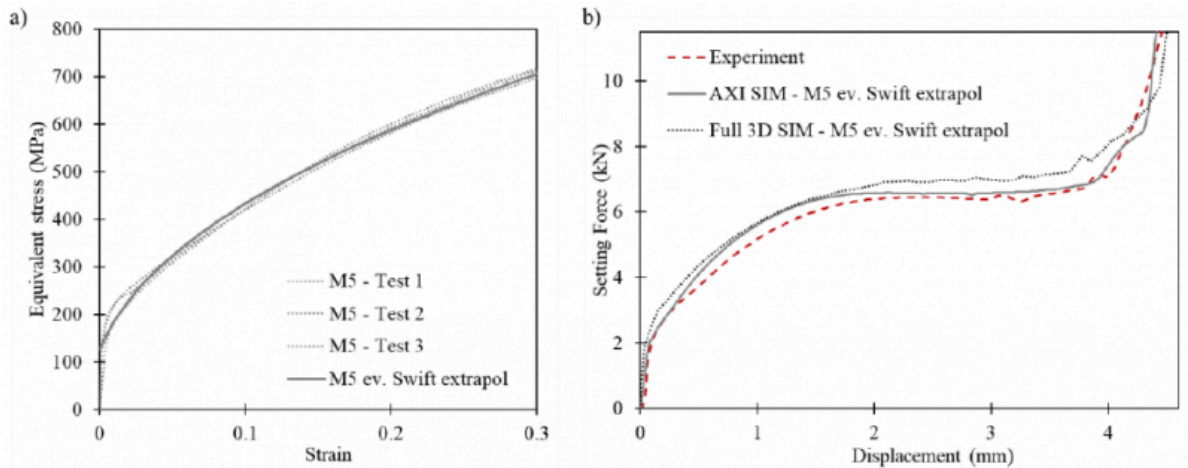 a)
800
700
600
500
400
300
200
100
0
Equivalent stress (MPa)
M5 - Test 1
M5 - Test 2
M5 - Test 3
M5 ev. Swift extrapol
0
0.1
0.2
0.3
Strain
b)
Experiment
AXI SIM - M5 ev. Swift extrapol
Full 3D SIM - M5 ev. Swift extrapol
10
8
6
4
2
0
Setting Force (kN)
0
1
2
3
4
Displacement (mm)